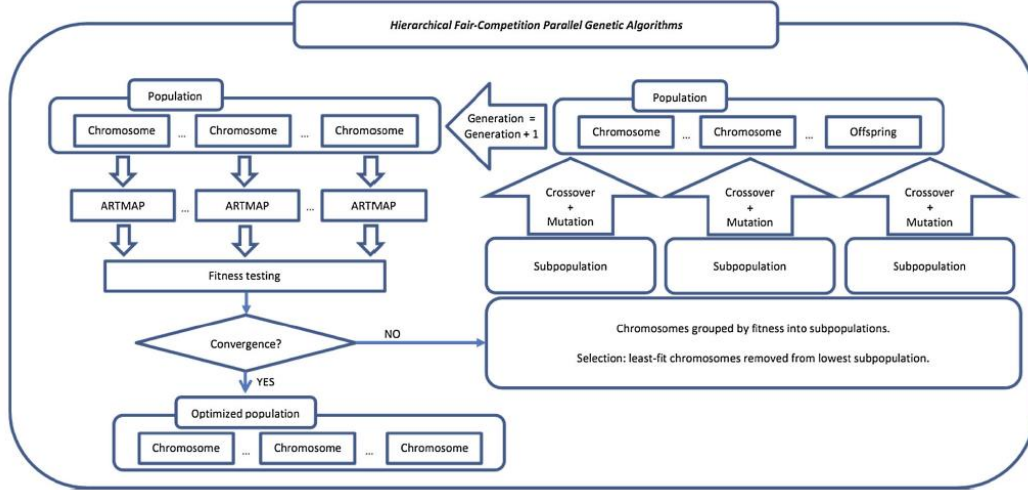 Hierarchical Fair-Competition Parallel Genetic Algorithms
Population
Chromosome ... Chromosome ... Chromosome
Generation =
Generation + 1
Population
Chromosome ... Chromosome ... Offspring
ARTMAP ... ARTMAP ... ARTMAP
Crossover
+
Mutation
Crossover
+
Mutation
Crossover
+
Mutation
Subpopulation
Subpopulation
Subpopulation
Fitness testing
Convergence?
NO
YES
Chromosomes grouped by fitness into subpopulations.
Selection: least-fit chromosomes removed from lowest subpopulation.
Optimized population
Chromosome ... Chromosome ... Chromosome